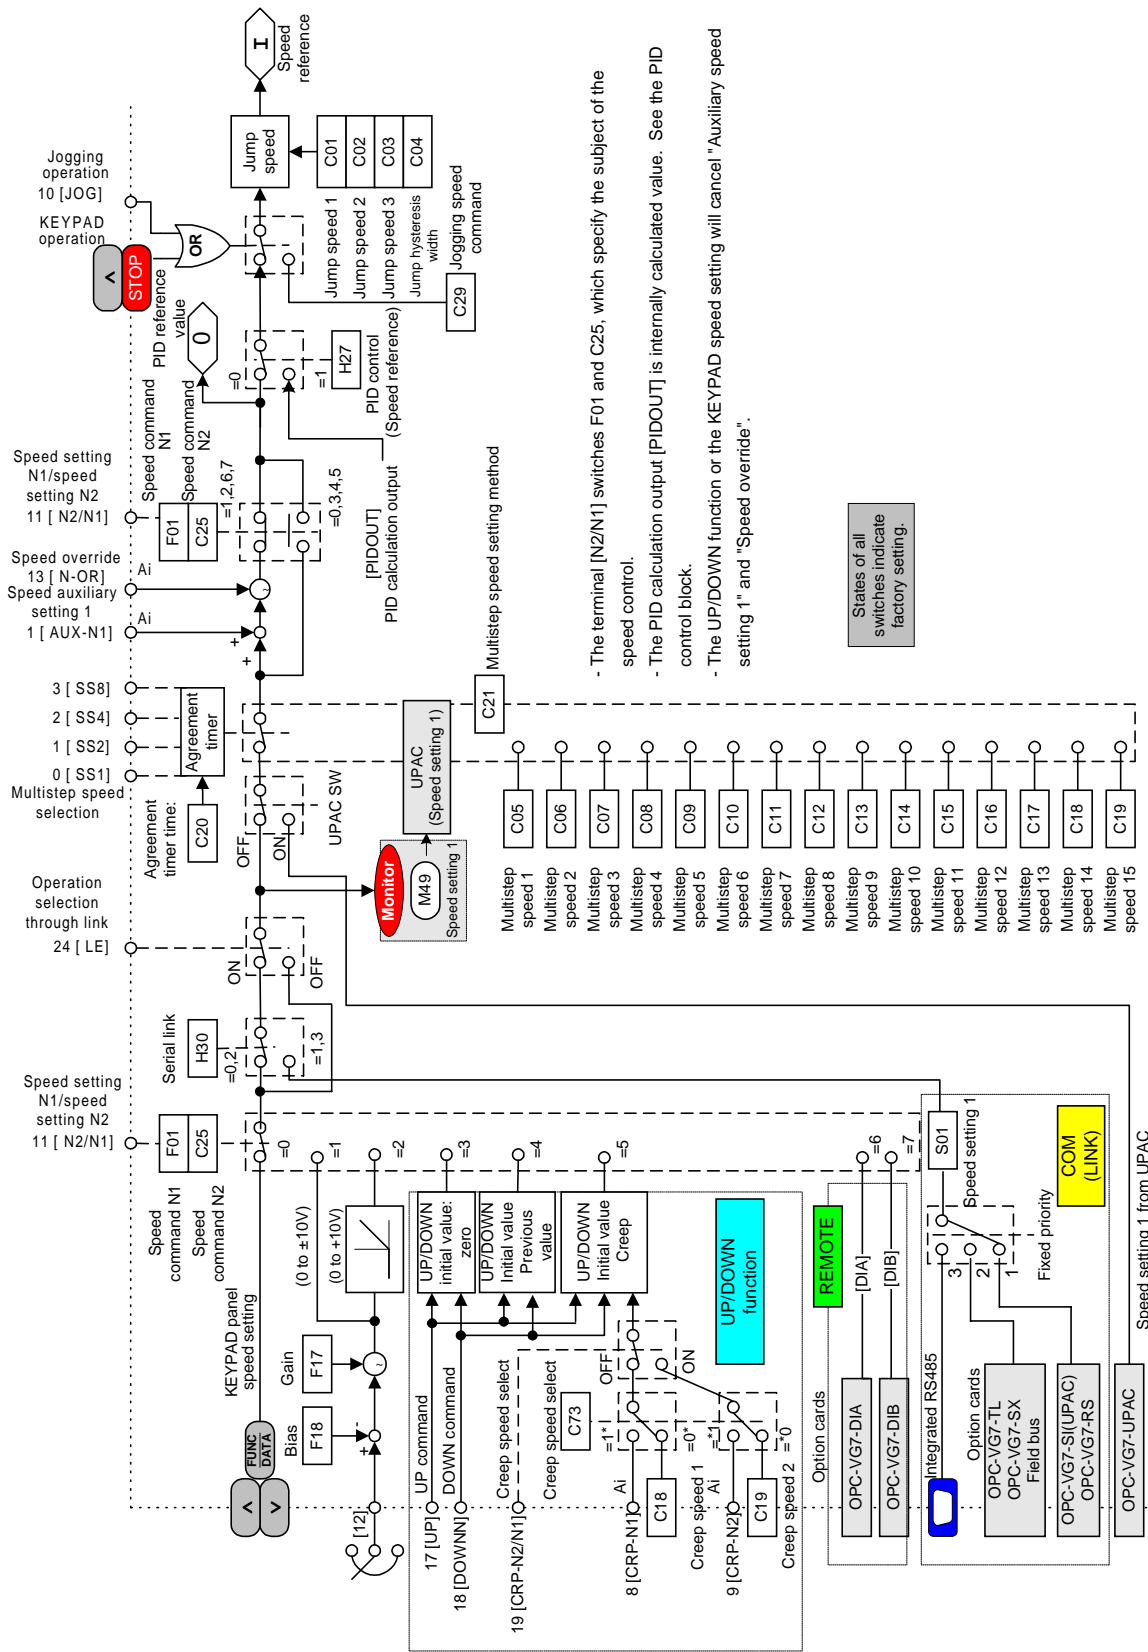 Speed setting
N1/speed
setting N2
11 [ N2/N1]
F01
C25
Speed
command N1
Speed
command N2
KEYPAD panel
speed setting
FUNC
DATA
<
>
Bias
F18
Gain
F17
[12]
(0 to ±10V)
(0 to +10V)
+
-
~
=0
=1
=2
=3
=4
=5
=6
=7
17 [UP]
UP command
18 [DOWNN]
DOWN command
19 [CRP-N2/N1]
Creep speed select
Creep speed select
UP/DOWN
initial value:
zero
UP/DOWN
Initial value
Previous
value
UP/DOWN
Initial value
Creep
C73
OFF
ON
=1*
=0*
=*1
=*0
8 [CRP-N1]
Ai
C18
Creep speed 1
9 [CRP-N2]
Ai
C19
Creep speed 2
UP/DOWN
function
REMOTE
Option cards
OPC-VG7-DIA
[DIA]
OPC-VG7-DIB
[DIB]
Integrated RS485
Option cards
OPC-VG7-TL
OPC-VG7-SX
Field bus
OPC-VG7-SI(UPAC)
OPC-VG7-RS
OPC-VG7-UPAC
3
2
1
Fixed priority
S01
Speed setting 1
COM
(LINK)
Speed setting 1 from UPAC
Serial link
H30
=0,2
=1,3
Operation
selection
through link
24 [ LE]
ON
OFF
Monitor
M49
Speed setting 1
UPAC
(Speed setting 1)
OFF
ON
UPAC SW
Multistep speed
selection
0 [ SS1]
1 [ SS2]
2 [ SS4]
3 [ SS8]
Agreement
timer time:
C20
Agreement
timer
C21
Multistep speed setting method
Multistep
speed 1
C05
Multistep
speed 2
C06
Multistep
speed 3
C07
Multistep
speed 4
C08
Multistep
speed 5
C09
Multistep
speed 6
C10
Multistep
speed 7
C11
Multistep
speed 8
C12
Multistep
speed 9
C13
Multistep
speed 10
C14
Multistep
speed 11
C15
Multistep
speed 12
C16
Multistep
speed 13
C17
Multistep
speed 14
C18
Multistep
speed 15
C19
Speed auxiliary
setting 1
1 [ AUX-N1]
Ai
+
+
Speed override
13 [ N-OR]
Ai
~
Speed setting
N1/speed
setting N2
11 [ N2/N1]
F01
C25
Speed command
N1
Speed command
N2
=1,2,6,7
=0,3,4,5
PID reference
value
O
=0
=1
H27
PID control
(Speed reference)
[PIDOUT]
PID calculation output
KEYPAD
operation
<
STOP
Jogging
operation
10 [JOG]
OR
C29
Jogging speed
command
Jump
speed
Jump speed 1
C01
Jump speed 2
C02
Jump speed 3
C03
Jump hysteresis
width
C04
I
Speed
reference
- The terminal [N2/N1] switches F01 and C25, which specify the subject of the
speed control.
- The PID calculation output [PIDOUT] is internally calculated value. See the PID
control block.
- The UP/DOWN function or the KEYPAD speed setting will cancel "Auxiliary speed
setting 1" and "Speed override".
States of all
switches indicate
factory setting.